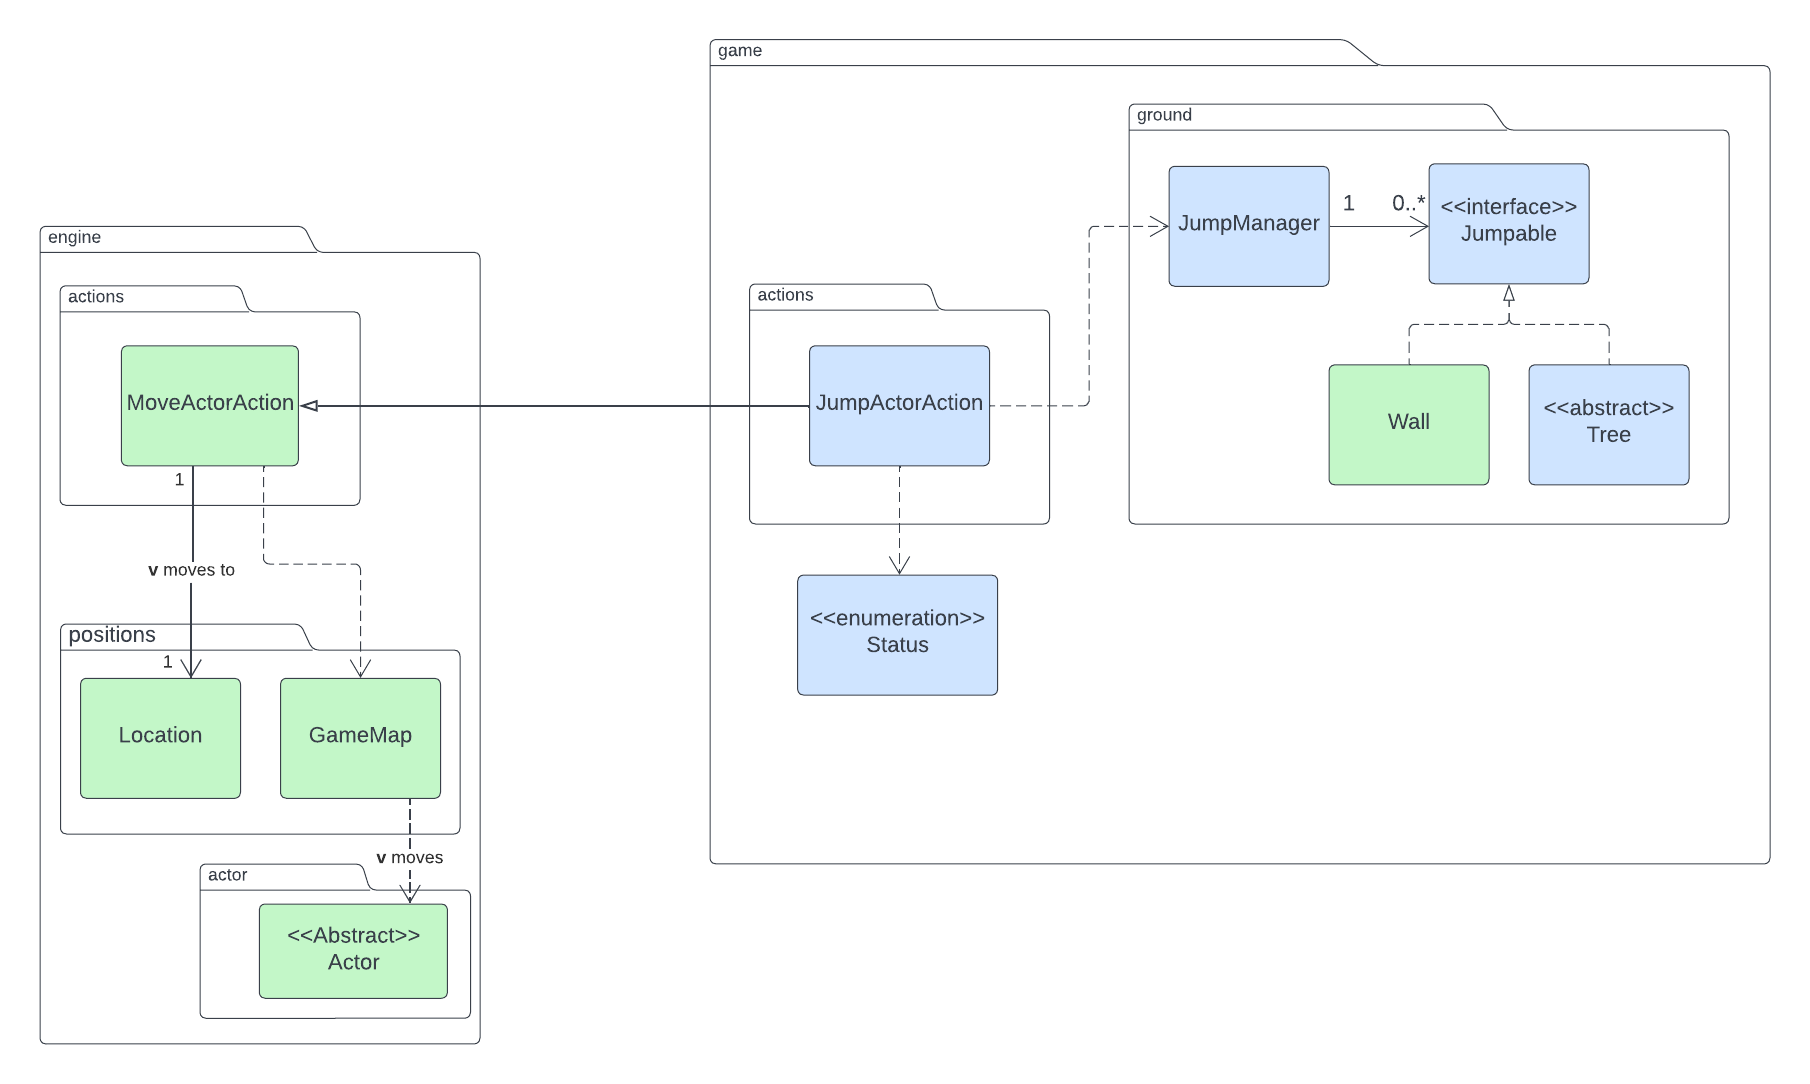 game
ground
JumpManager
1
0..*
<<interface>>
Jumpable
engine
actions
MoveActorAction
actions
JumpActorAction
Wall
<<abstract>>
Tree
1
v moves to
<<enumeration>>
Status
positions
1
Location
GameMap
v moves
actor
<<Abstract>>
Actor